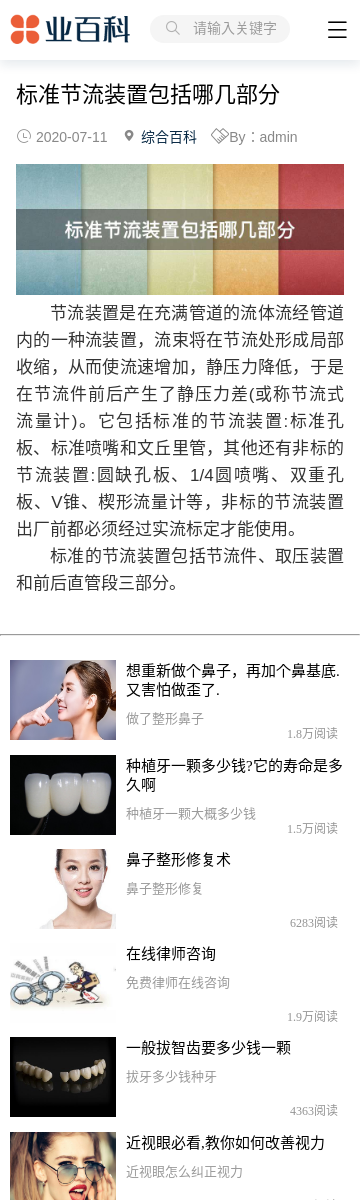 业百科
请输入关键字
标准节流装置包括哪几部分
2020-07-11 综合百科 By：admin
标准节流装置包括哪几部分
节流装置是在充满管道的流体流经管道
内的一种流装置，流束将在节流处形成局部
收缩，从而使流速增加，静压力降低，于是
在节流件前后产生了静压力差(或称节流式
流量计)。它包括标准的节流装置:标准孔
板、标准喷嘴和文丘里管，其他还有非标的
节流装置:圆缺孔板、1/4圆喷嘴、双重孔
板、V锥、楔形流量计等，非标的节流装置
出厂前都必须经过实流标定才能使用。
标准的节流装置包括节流件、取压装置
和前后直管段三部分。
想重新做个鼻子，再加个鼻基底.
又害怕做歪了.
做了整形鼻子
1.8万阅读
种植牙一颗多少钱?它的寿命是多
久啊
种植牙一颗大概多少钱
1.5万阅读
鼻子整形修复术
鼻子整形修复
6283阅读
在线律师咨询
免费律师在线咨询
1.9万阅读
一般拔智齿要多少钱一颗
拔牙多少钱种牙
4363阅读
近视眼必看,教你如何改善视力
近视眼怎么纠正视力